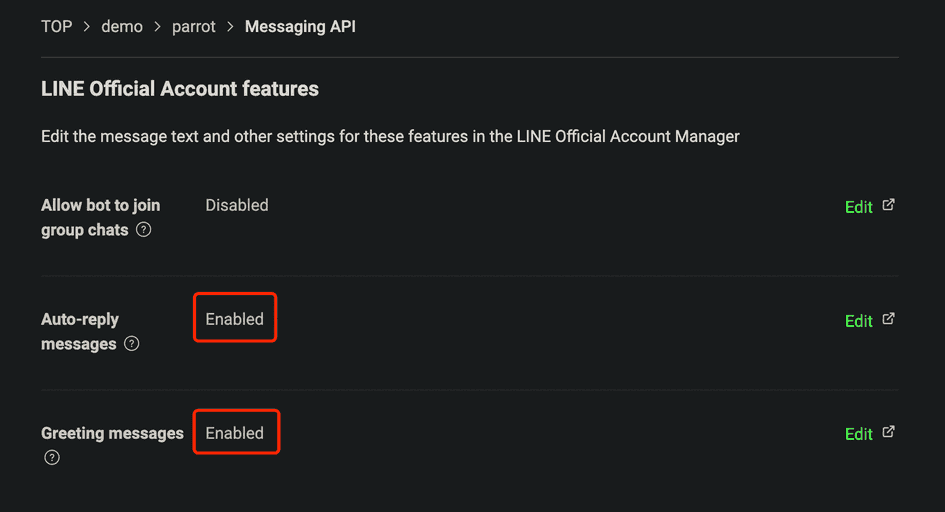 TOP > demo > parrot > Messaging API
LINE Official Account features
Edit the message text and other settings for these features in the LINE Official Account Manager
Allow bot to join Disabled Edit
group chats ?
Auto-reply Enabled Edit
messages ?
Greeting messages Enabled Edit
?